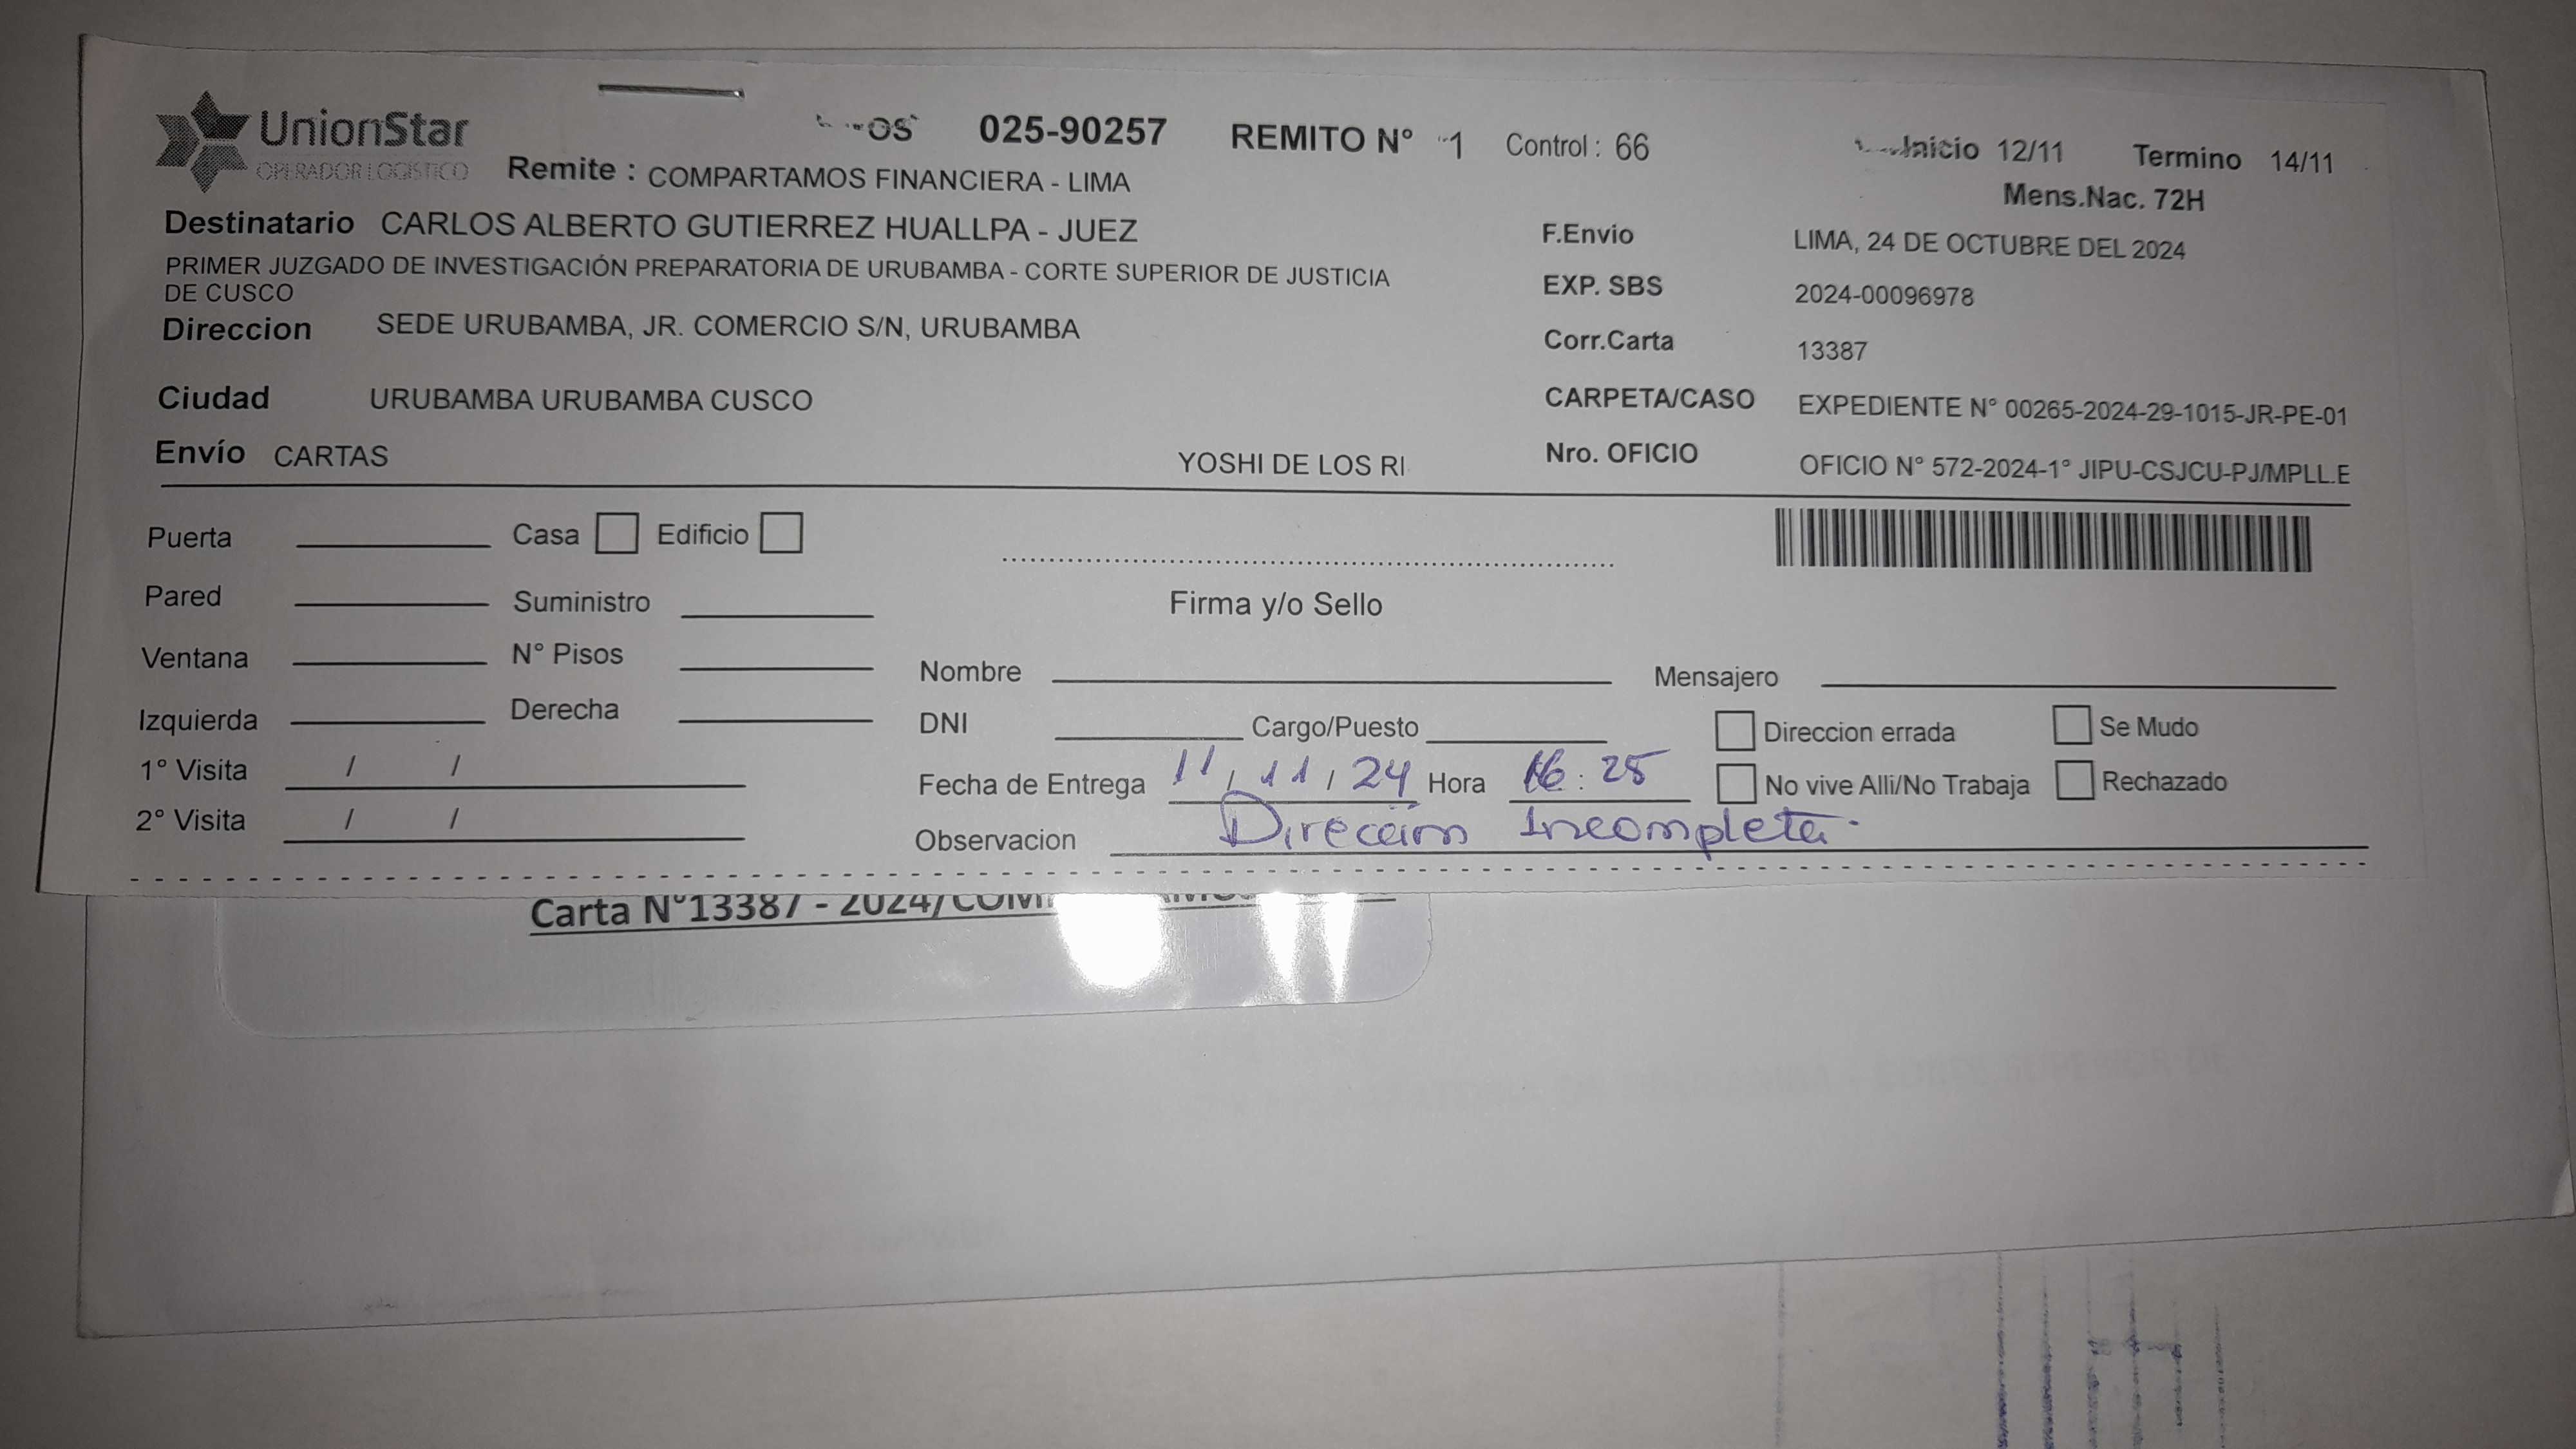 UnionStar
OPERADOR LOGISTICO
OS 025-90257 REMITO N° 1 Control : 66
Inicio 12/11 Termino 14/11
Remite : COMPARTAMOS FINANCIERA - LIMA
Mens.Nac. 72H
Destinatario CARLOS ALBERTO GUTIERREZ HUALLPA - JUEZ
F.Envio LIMA, 24 DE OCTUBRE DEL 2024
PRIMER JUZGADO DE INVESTIGACIÓN PREPARATORIA DE URUBAMBA - CORTE SUPERIOR DE JUSTICIA
DE CUSCO
EXP. SBS 2024-00096978
Direccion SEDE URUBAMBA, JR. COMERCIO S/N, URUBAMBA
Corr.Carta 13387
Ciudad URUBAMBA URUBAMBA CUSCO
CARPETA/CASO EXPEDIENTE N° 00265-2024-29-1015-JR-PE-01
Envío CARTAS YOSHI DE LOS RI
Nro. OFICIO OFICIO N° 572-2024-1° JIPU-CSJCU-PJ/MPLL.E
Puerta Casa Edificio
Pared Suministro Firma y/o Sello
Ventana N° Pisos Nombre Mensajero
Izquierda Derecha DNI Cargo/Puesto Direccion errada Se Mudo
1° Visita / / Fecha de Entrega 11/11/24 Hora 16:25 No vive Alli/No Trabaja Rechazado
2° Visita / / Observacion Dirección Incompleta.
Carta N°13387 - 2024/